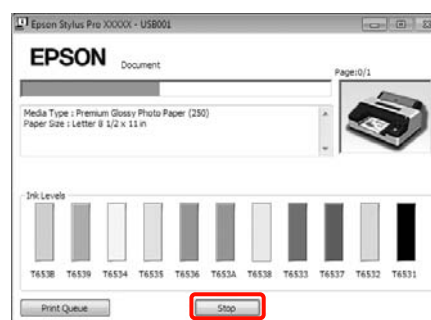 Epson Stylus Pro XXXXX - USB001
EPSON
Document
Page:0/1
Media Type : Premium Glossy Photo Paper (250)
Paper Size : Letter 8 1/2 x 11 in
Ink Levels
T653B T6539 T6534 T6535 T6536 T653A T6538 T6533 T6537 T6532 T6531
Print Queue
Stop